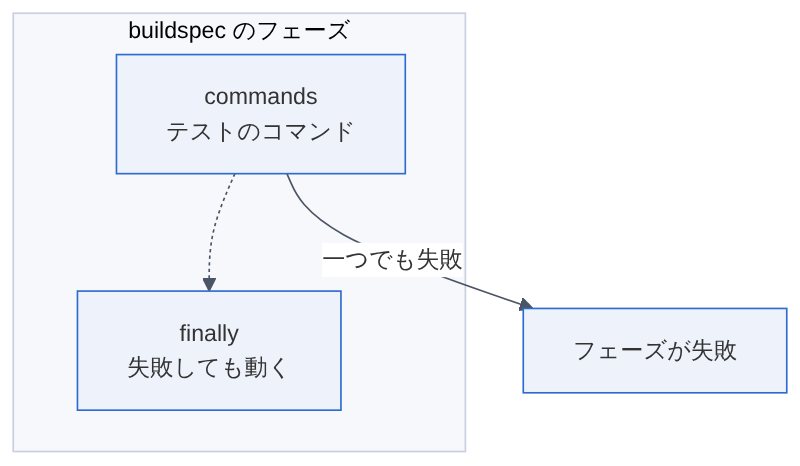 buildspec のフェーズ
commands
テストのコマンド
一つでも失敗
finally
失敗しても動く
フェーズが失敗